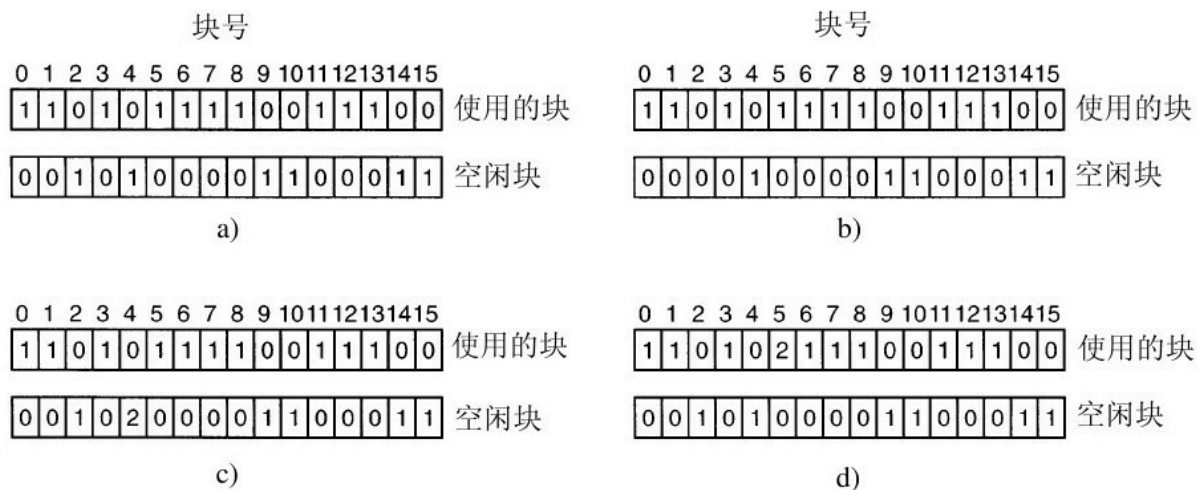 块号
0 1 2 3 4 5 6 7 8 9 10 11 12 13 14 15
1 1 0 1 0 1 1 1 1 0 0 1 1 1 0 0 使用的块
0 0 1 0 1 0 0 0 0 1 1 0 0 0 1 1 空闲块
a)
块号
0 1 2 3 4 5 6 7 8 9 10 11 12 13 14 15
1 1 0 1 0 1 1 1 1 0 0 1 1 1 0 0 使用的块
0 0 0 0 1 0 0 0 0 1 1 0 0 0 1 1 空闲块
b)
0 1 2 3 4 5 6 7 8 9 10 11 12 13 14 15
1 1 0 1 0 1 1 1 1 0 0 1 1 1 0 0 使用的块
0 0 1 0 2 0 0 0 0 1 1 0 0 0 1 1 空闲块
c)
0 1 2 3 4 5 6 7 8 9 10 11 12 13 14 15
1 1 0 1 0 2 1 1 1 0 0 1 1 1 0 0 使用的块
0 0 1 0 1 0 0 0 0 1 1 0 0 0 1 1 空闲块
d)